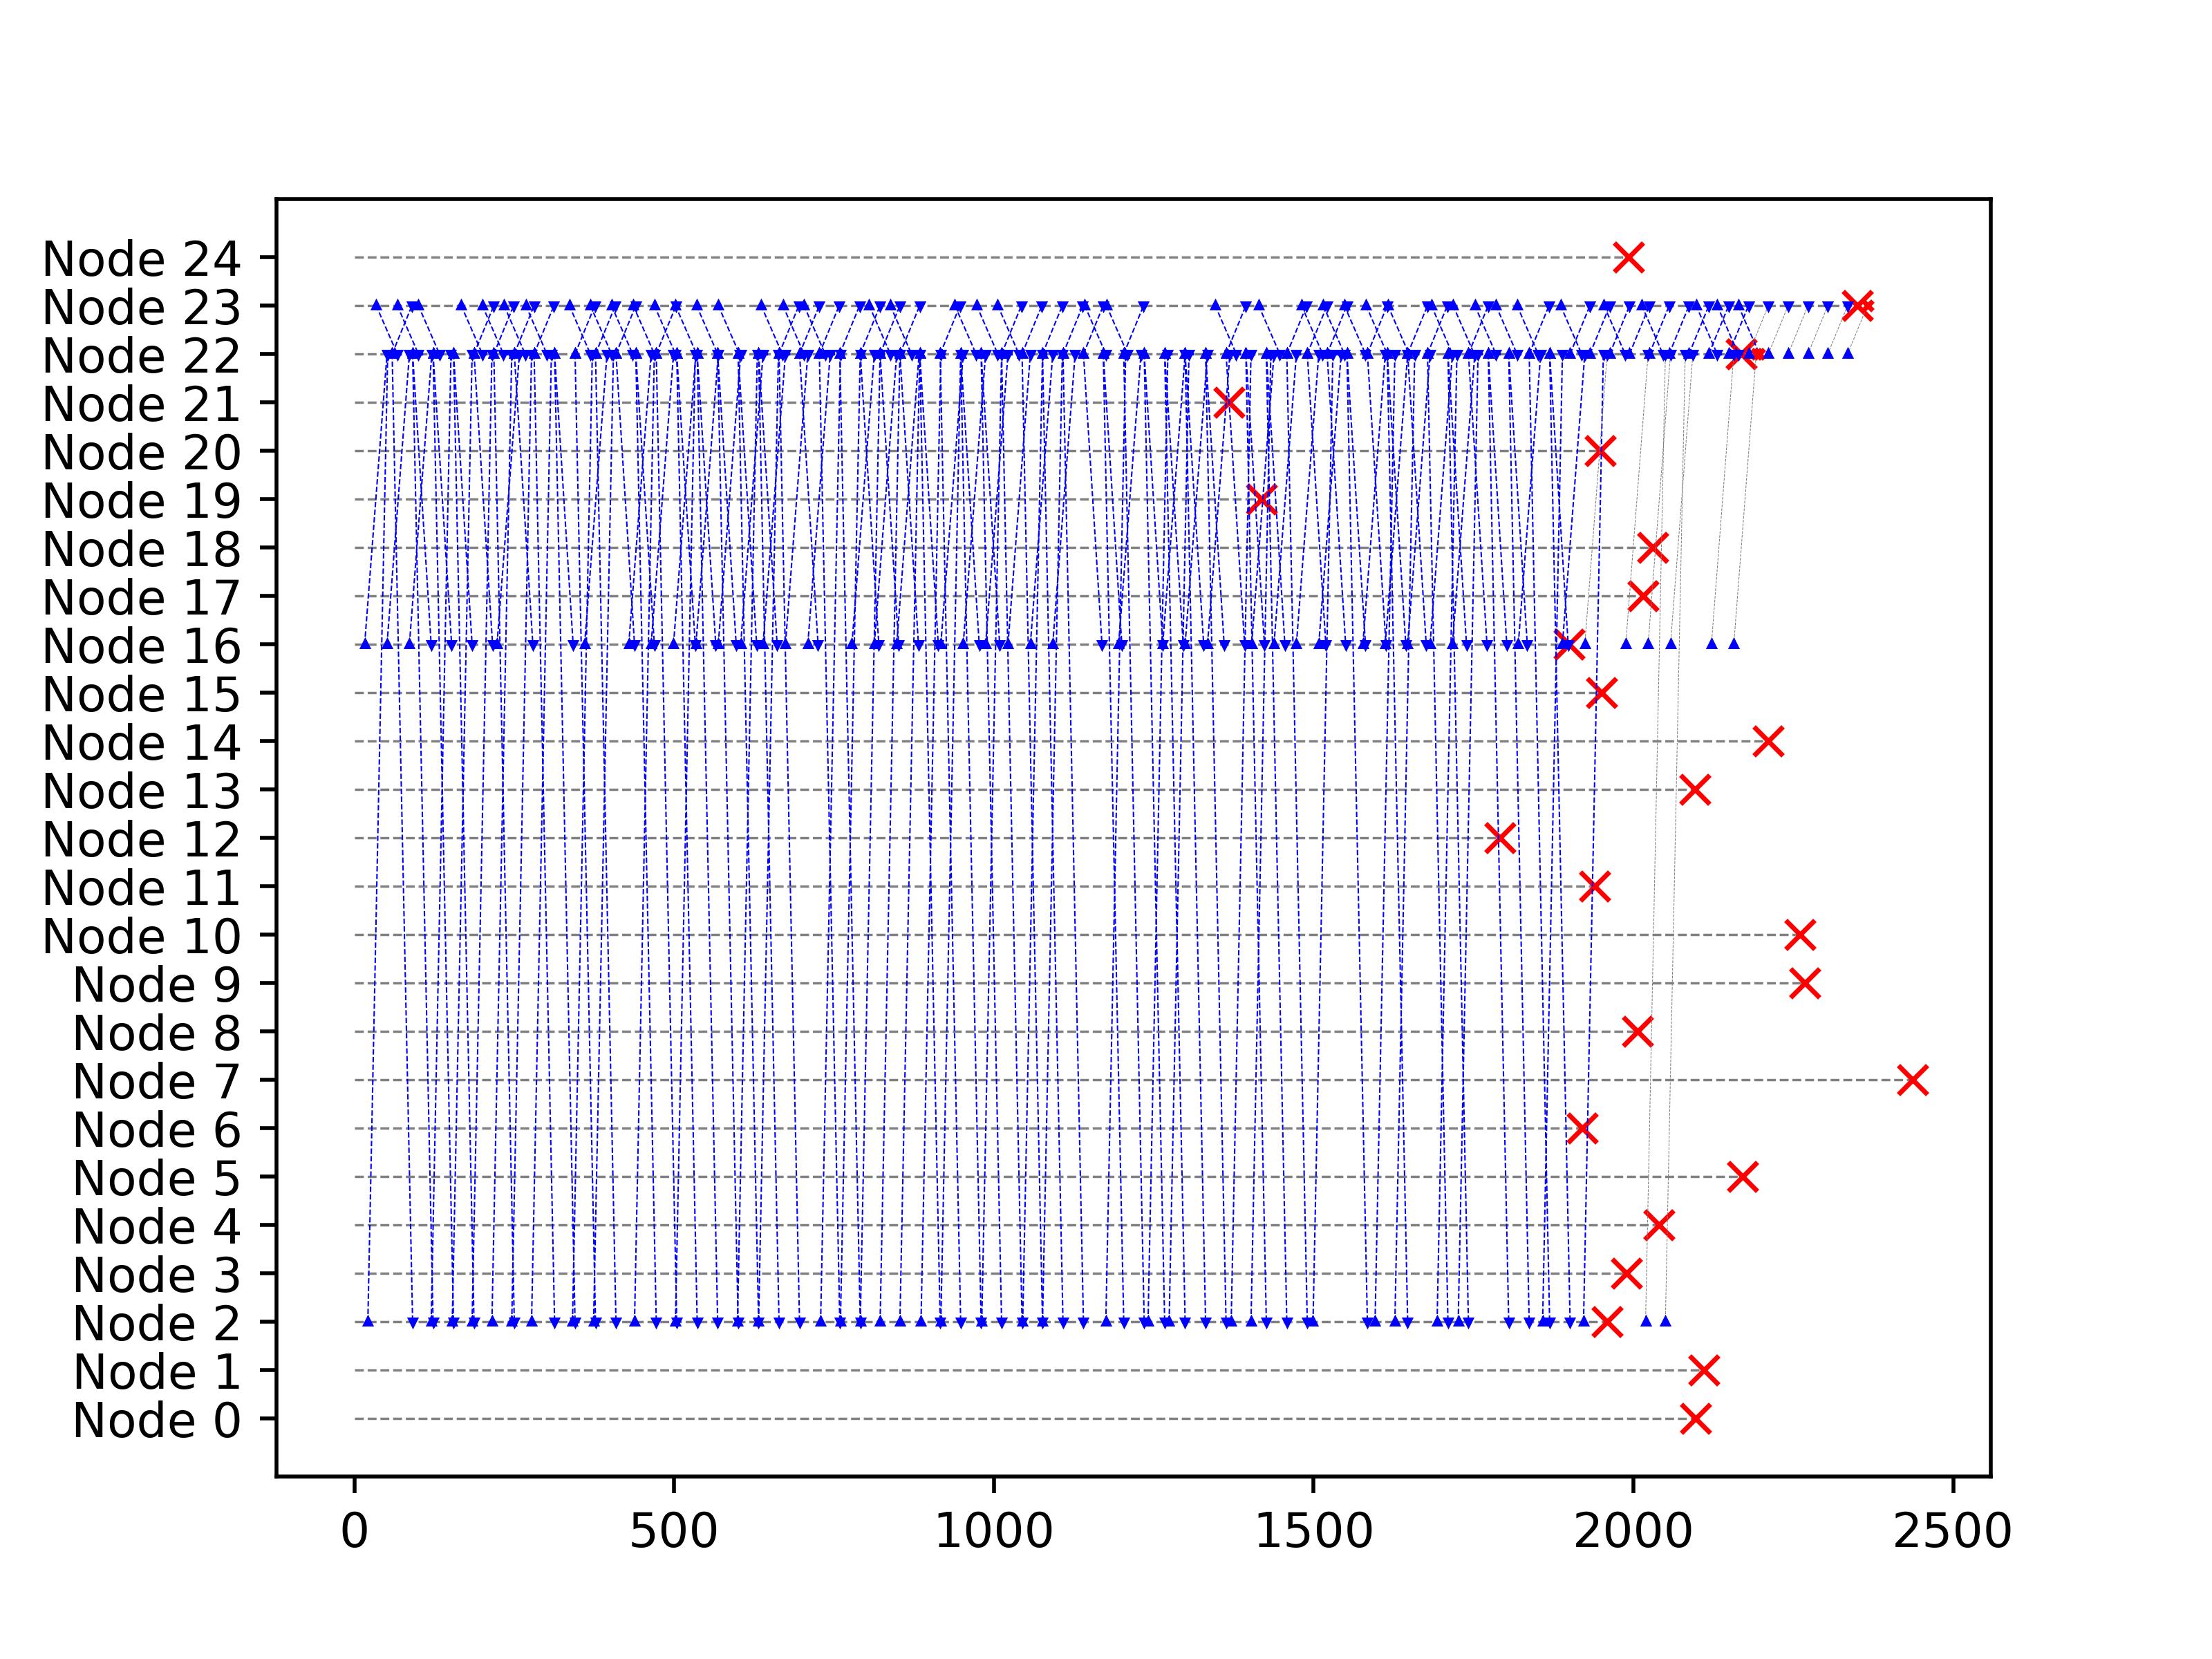 Node 24
Node 23
Node 22
Node 21
Node 20
Node 19
Node 18
Node 17
Node 16
Node 15
Node 14
Node 13
Node 12
Node 11
Node 10
Node 9
Node 8
Node 7
Node 6
Node 5
Node 4
Node 3
Node 2
Node 1
Node 0
0 500 1000 1500 2000 2500